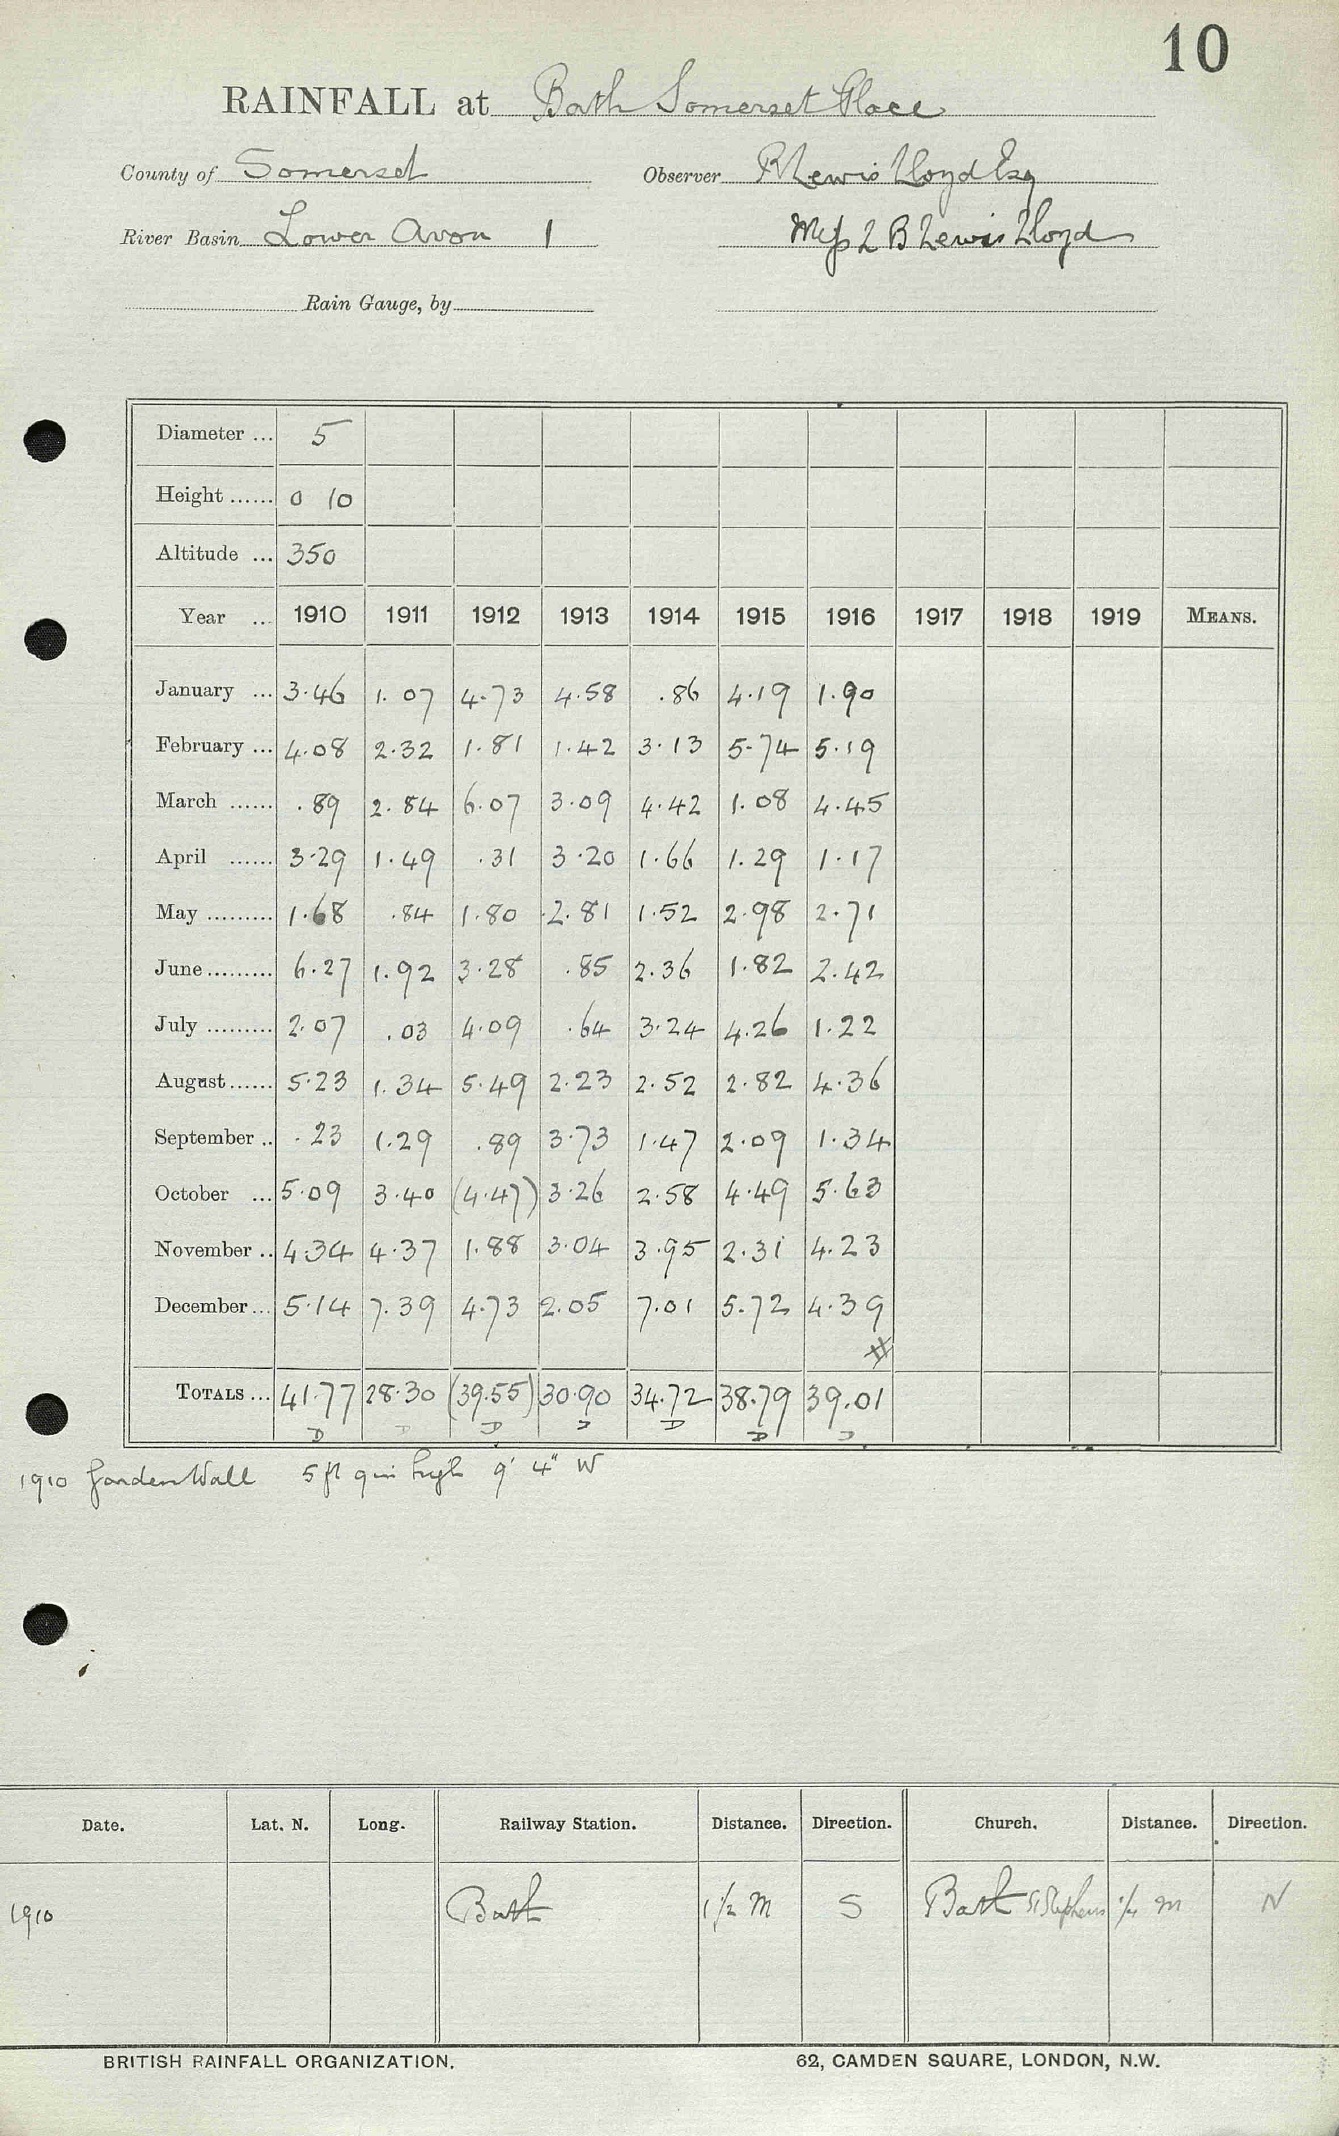 10
RAINFALL at Bath Somerset Place
County of Somerset Observer R Lewis Lloyd Esq
River Basin Lower Avon 1 Miss L B Lewis Lloyd
Rain Gauge, by
Diameter ... 5
Height ...... 0 10
Altitude ... 350
Year ... 1910 1911 1912 1913 1914 1915 1916 1917 1918 1919 MEANS.
January ... 3.46 1.07 4.73 4.58 .86 4.19 1.90
February ... 4.08 2.32 1.81 1.42 3.13 5.74 5.19
March ...... .89 2.84 6.07 3.09 4.42 1.08 4.45
April ...... 3.29 1.49 .31 3.20 1.66 1.29 1.17
May ......... 1.68 .84 1.80 2.81 1.52 2.98 2.71
June ......... 6.27 1.92 3.28 .85 2.36 1.82 2.42
July ......... 2.07 .03 4.09 .64 3.24 4.26 1.22
August ...... 5.23 1.34 5.49 2.23 2.52 2.82 4.36
September .. .23 1.29 .89 3.73 1.47 2.09 1.34
October ... 5.09 3.40 (4.47) 3.26 2.58 4.49 5.63
November .. 4.34 4.37 1.88 3.04 3.95 2.31 4.23
December ... 5.14 7.39 4.73 2.05 7.01 5.72 4.39
#
TOTALS ... 41.77 28.30 (39.55) 30.90 34.72 38.79 39.01
D D D D D D D
1910 Garden Wall 5 ft 9 in high 9' 4" W
Date. Lat. N. Long. Railway Station. Distance. Direction. Church. Distance. Direction.
1910 Bath 1 1/2 M S Bath St Stephens 1/4 M N
BRITISH RAINFALL ORGANIZATION. 62, CAMDEN SQUARE, LONDON, N.W.